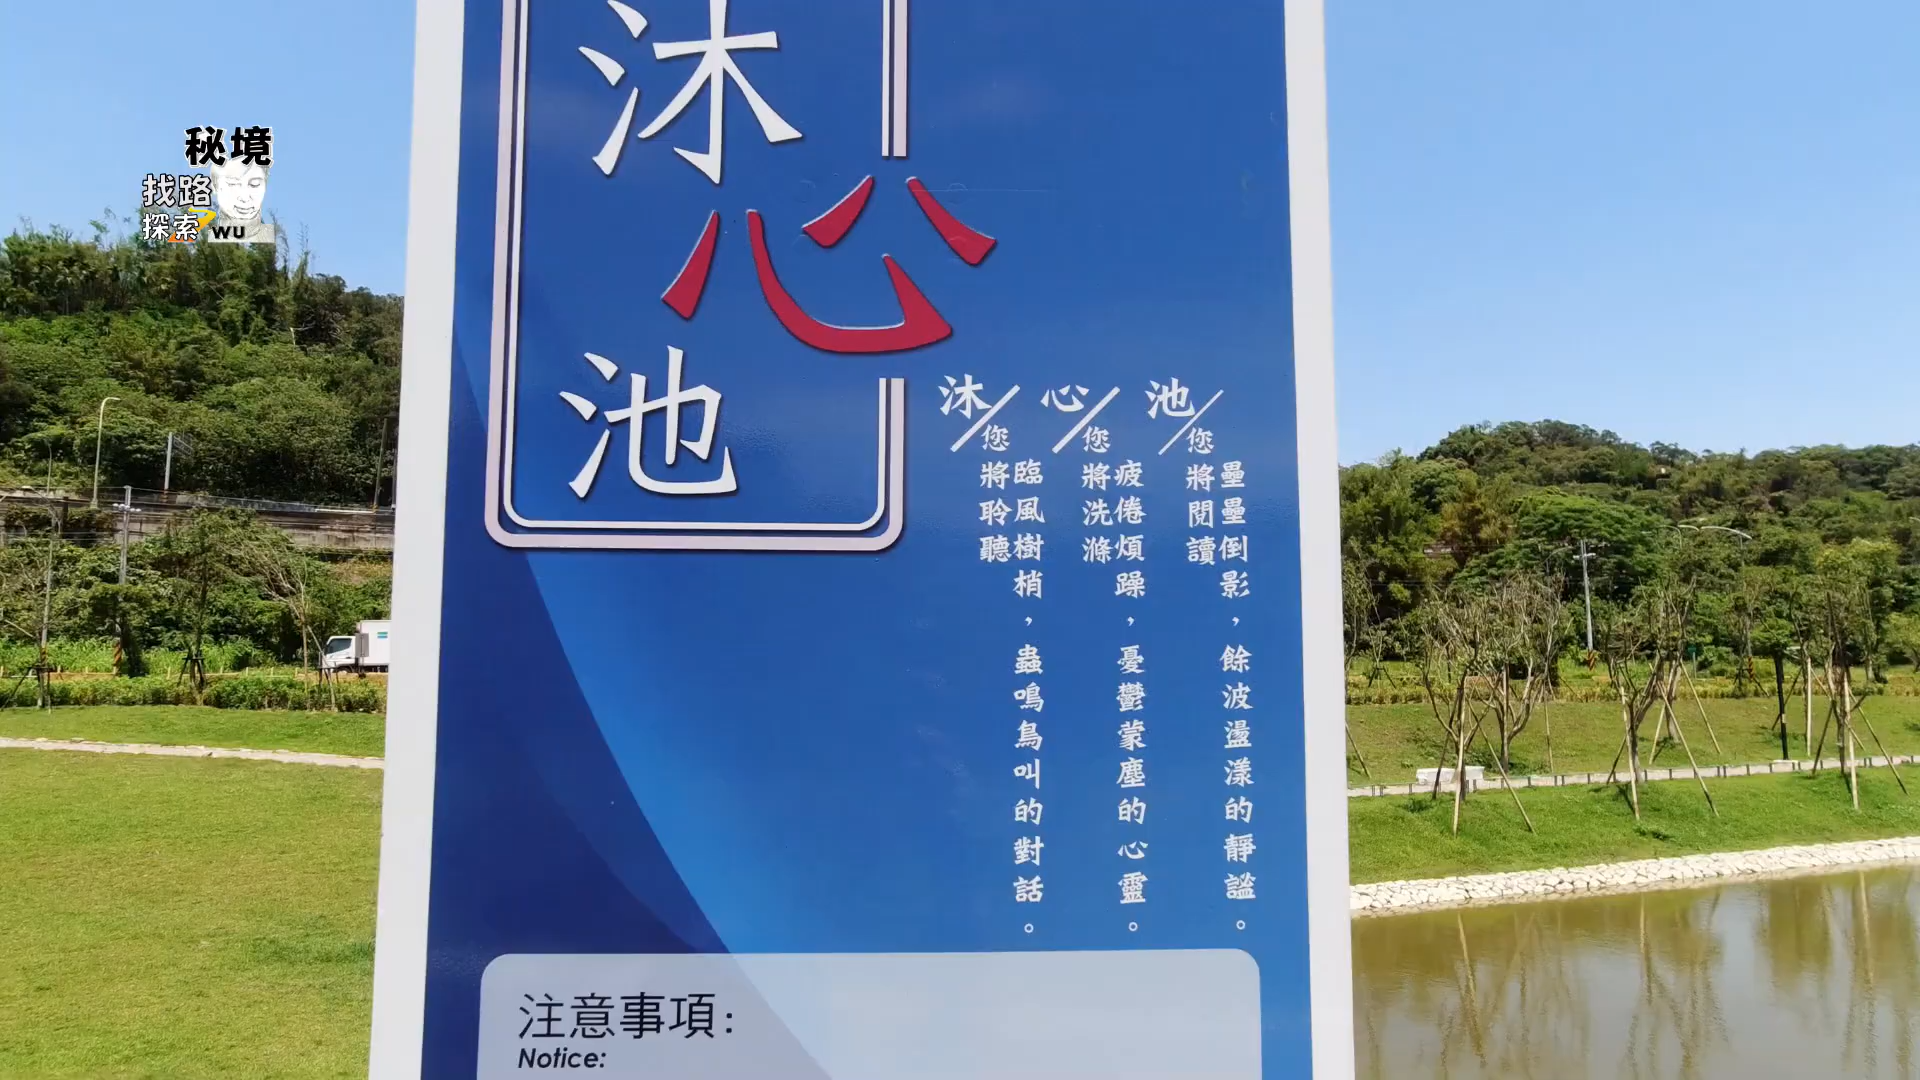 秘境
找路
探索
wu
沐
心
池
沐／您將聆聽
臨風樹梢，蟲鳴鳥叫的對話。
心／您將洗滌
疲倦煩躁，憂鬱蒙塵的心靈。
池／您將閱讀
壘壘倒影，餘波盪漾的靜謐。
注意事項：
Notice: